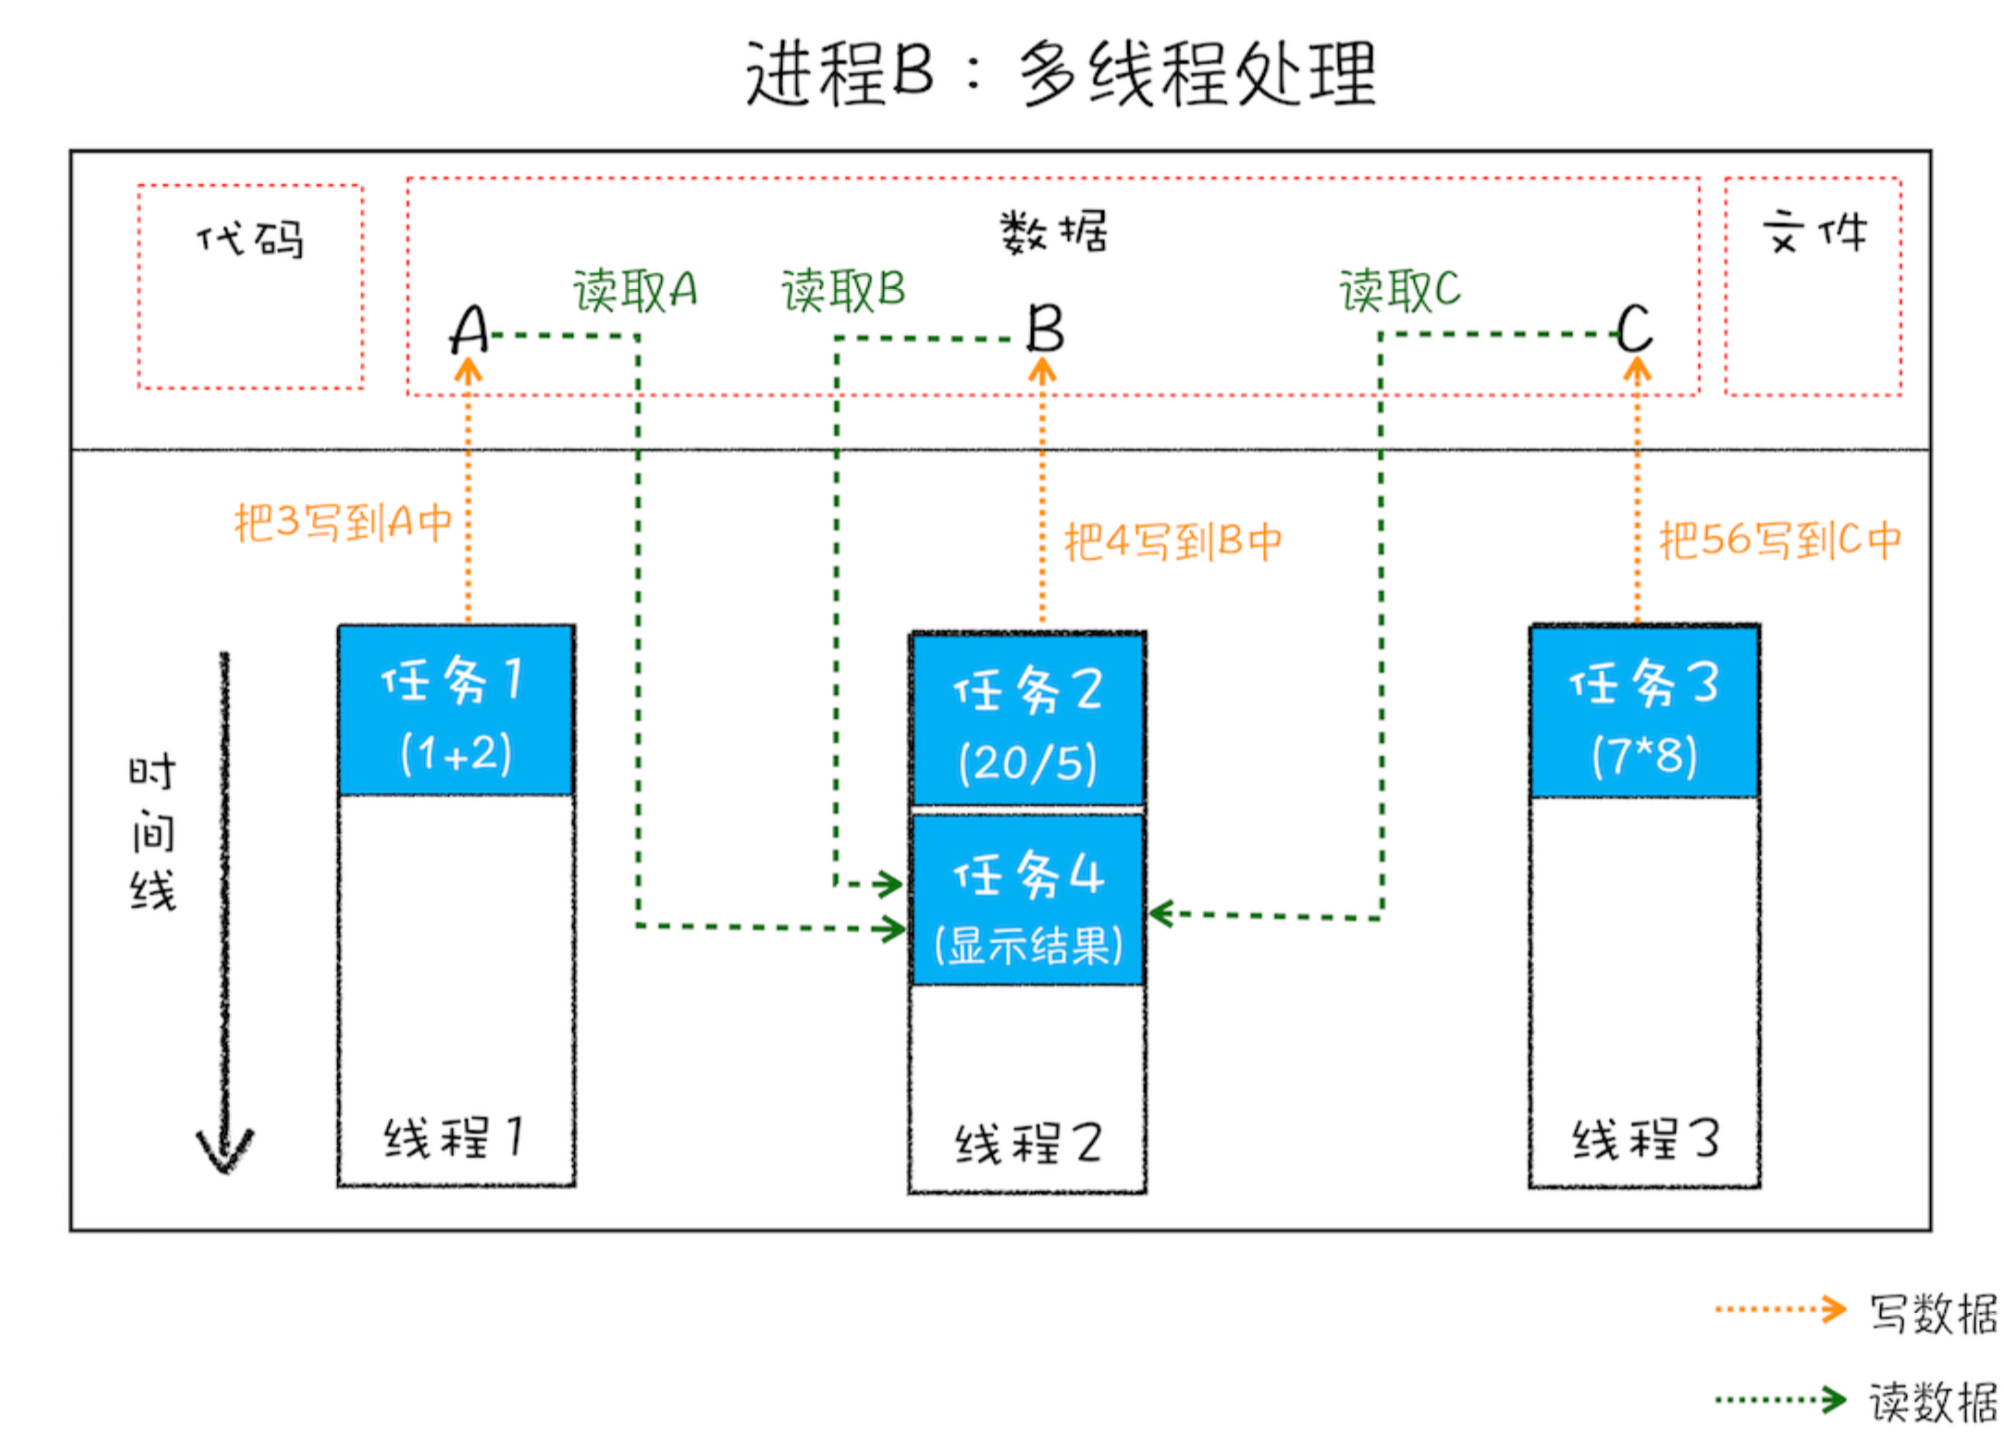 进程B：多线程处理
代码
数据
文件
读取A
读取B
读取C
A
B
C
把3写到A中
把4写到B中
把56写到C中
时间线
任务1
(1+2)
任务2
(20/5)
任务3
(7*8)
任务4
(显示结果)
线程1
线程2
线程3
写数据
读数据